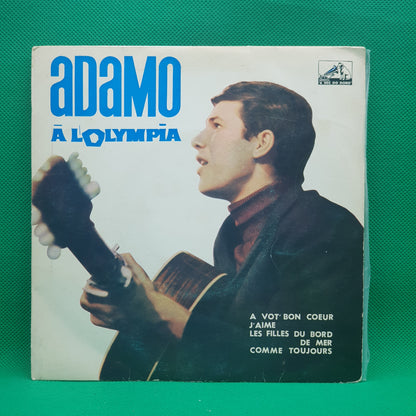 ADAMO
À L'OLYMPIA
A VOT' BON COEUR
J'AIME
LES FILLES DU BORD
DE MER
COMME TOUJOURS